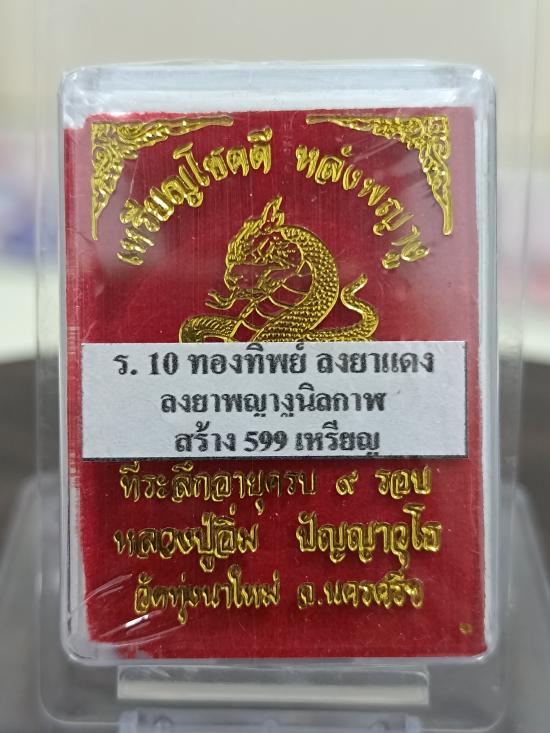 เหรียญโชคดี หลังพญางู
ร. 10 ทองทิพย์ ลงยาแดง
ลงยาพญางูนิลกาฬ
สร้าง 599 เหรียญ
ที่ระลึกอายุครบ ๙ รอบ
หลวงปู่อิ่ม ปัญญาวุโธ
วัดทุ่งนาใหม่ จ.นครศรีฯ